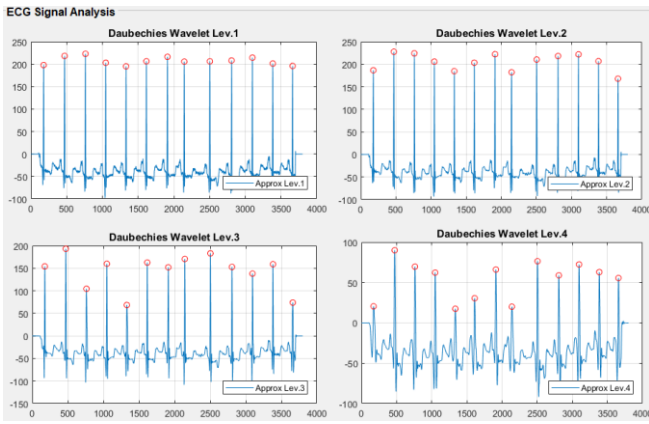 ECG Signal Analysis
Daubechies Wavelet Lev.1
250
200
150
100
50
0
-50
-100
0 500 1000 1500 2000 2500 3000 3500 4000
Approx Lev.1
Daubechies Wavelet Lev.2
250
200
150
100
50
0
-50
-100
0 500 1000 1500 2000 2500 3000 3500 4000
Approx Lev.2
Daubechies Wavelet Lev.3
200
150
100
50
0
-50
-100
-150
0 500 1000 1500 2000 2500 3000 3500 4000
Approx Lev.3
Daubechies Wavelet Lev.4
100
50
0
-50
-100
0 500 1000 1500 2000 2500 3000 3500 4000
Approx Lev.4